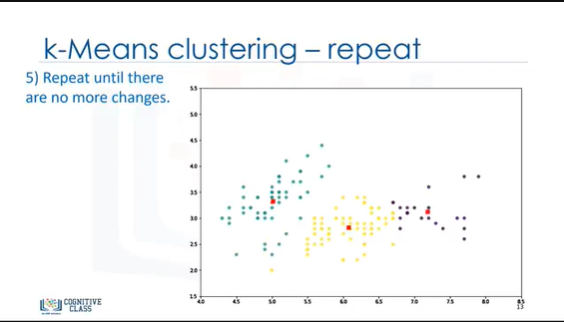 k-Means clustering – repeat
5) Repeat until there
are no more changes.
5.5
5.0
4.5
4.0
3.5
3.0
2.5
2.0
1.5
4.0 4.5 5.0 5.5 6.0 6.5 7.0 7.5 8.0 8.5
13
COGNITIVE
CLASS